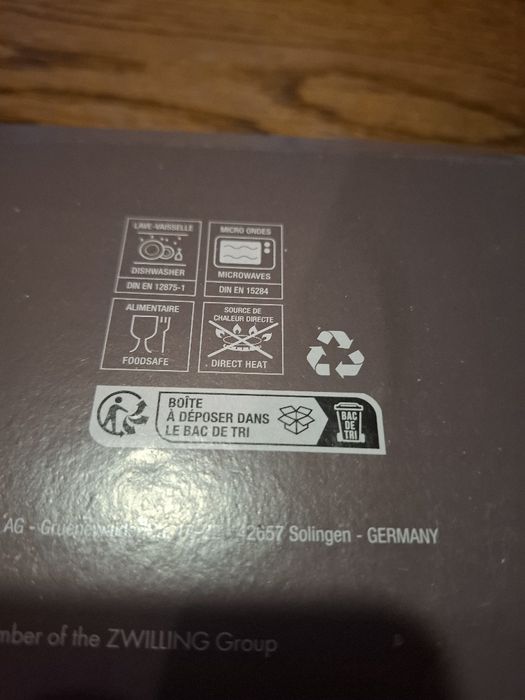 LAVE-VAISSELLE
DISHWASHER
DIN EN 12875-1
MICRO ONDES
MICROWAVES
DIN EN 15284
ALIMENTAIRE
FOODSAFE
SOURCE DE
CHALEUR DIRECTE
DIRECT HEAT
BOÎTE
À DÉPOSER DANS
LE BAC DE TRI
BAC
DE
TRI
AG - 42657 Solingen - GERMANY
of the ZWILLING Group